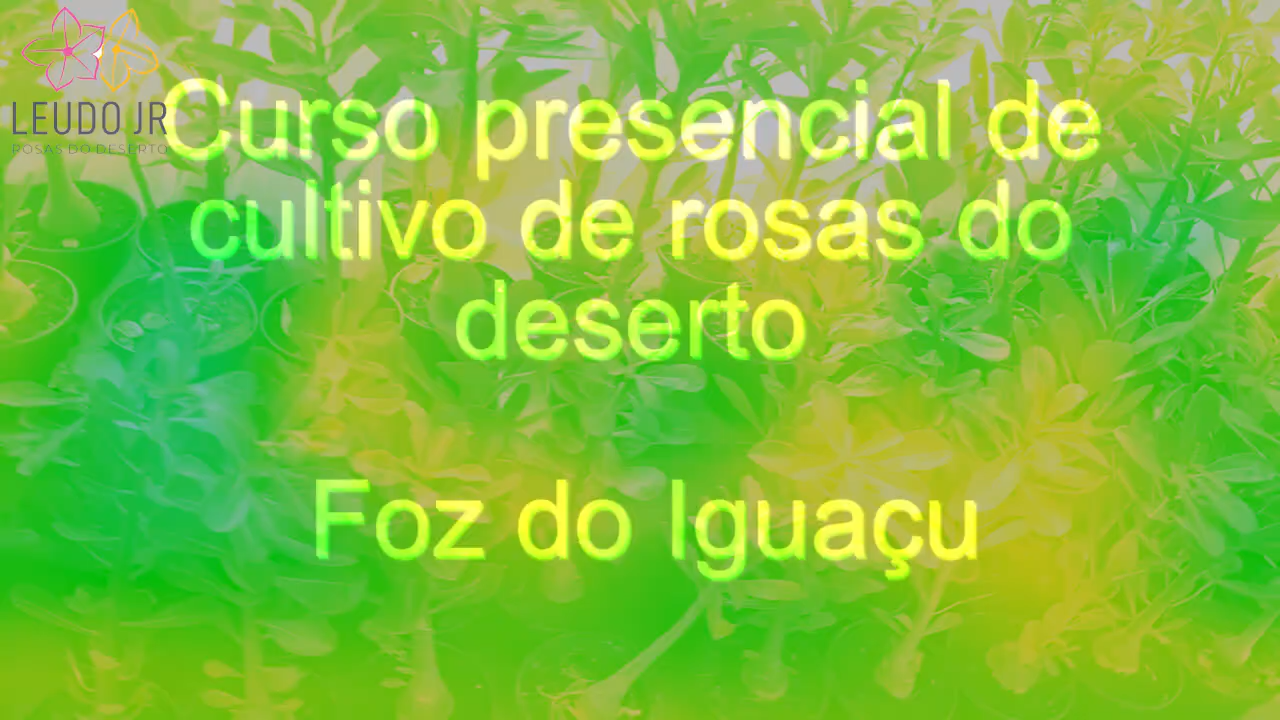 LEUDO JR
ROSAS DO DESERTO
Curso presencial de
cultivo de rosas do
deserto
Foz do Iguaçu